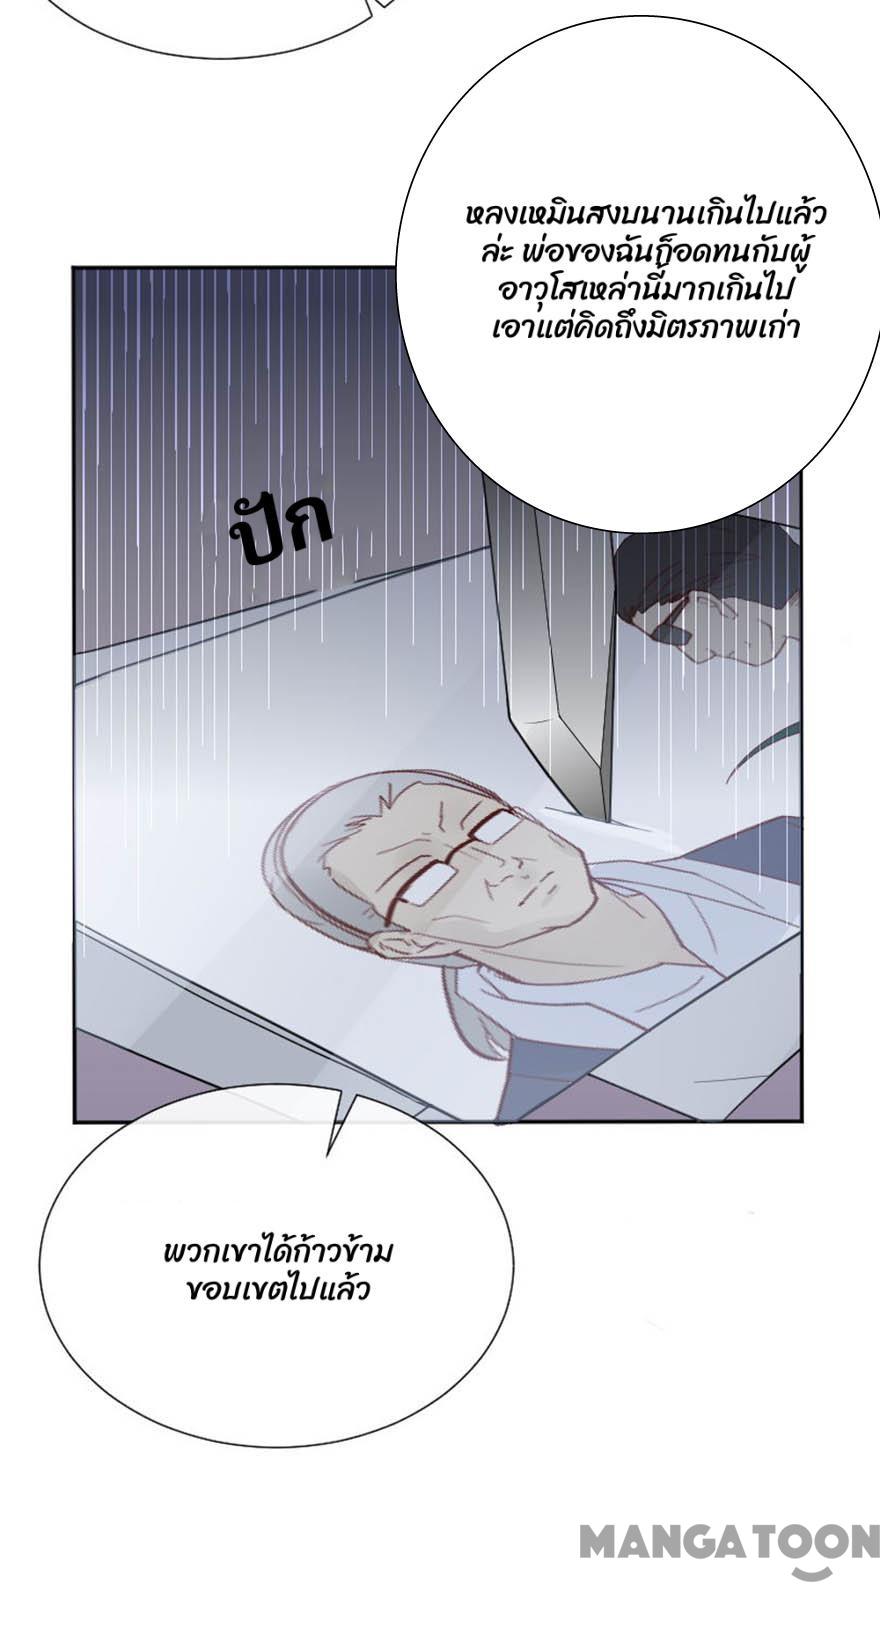 หลงเหมินสงบนานเกินไปแล้ว
ล่ะ พ่อของฉันก็อดทนกับผู้
อาวุโสเหล่านี้มากเกินไป
เอาแต่คิดถึงมิตรภาพเก่า
ปัก
พวกเขาได้ก้าวข้าม
ขอบเขตไปแล้ว
MANGATOON